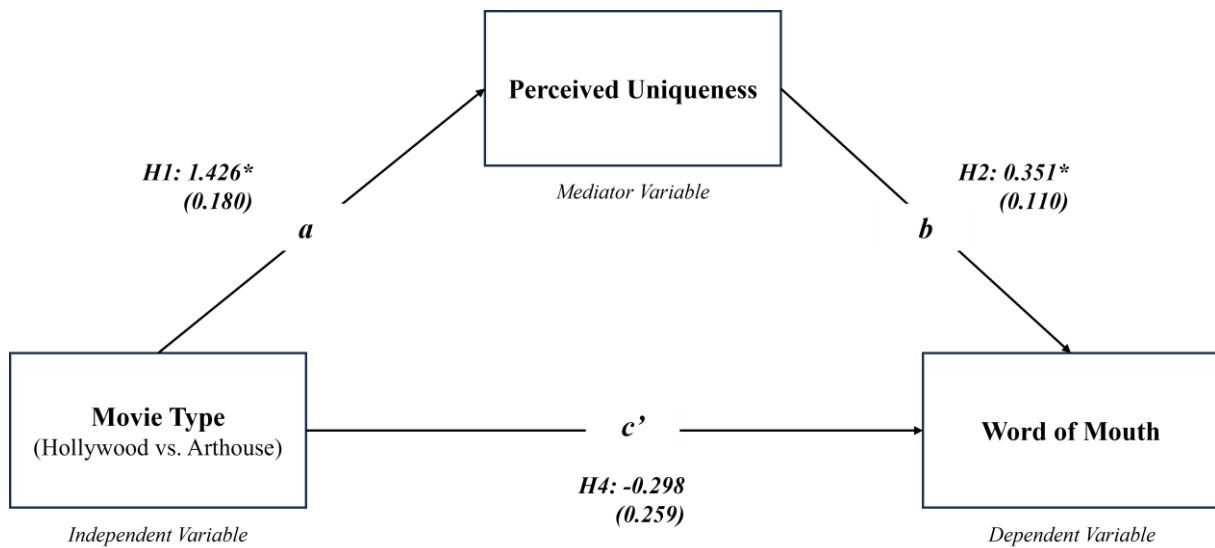 Perceived Uniqueness
Mediator Variable
H1: 1.426*
(0.180)
a
H2: 0.351*
(0.110)
b
Movie Type
(Hollywood vs. Arthouse)
Independent Variable
c’
H4: -0.298
(0.259)
Word of Mouth
Dependent Variable